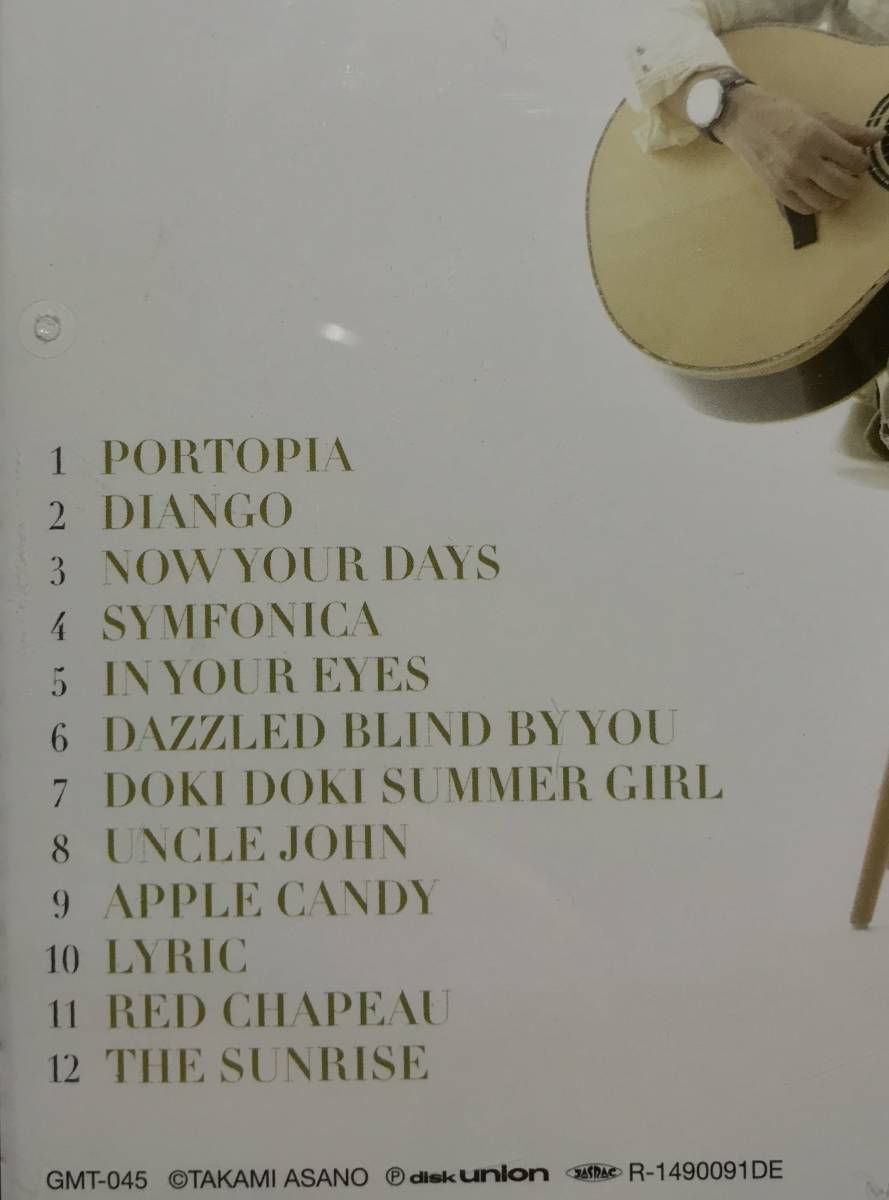 1 PORTOPIA
2 DIANGO
3 NOW YOUR DAYS
4 SYMFONICA
5 IN YOUR EYES
6 DAZZLED BLIND BY YOU
7 DOKI DOKI SUMMER GIRL
8 UNCLE JOHN
9 APPLE CANDY
10 LYRIC
11 RED CHAPEAU
12 THE SUNRISE
GMT-045 ©TAKAMI ASANO ℗ disk union JASRAC R-1490091DE